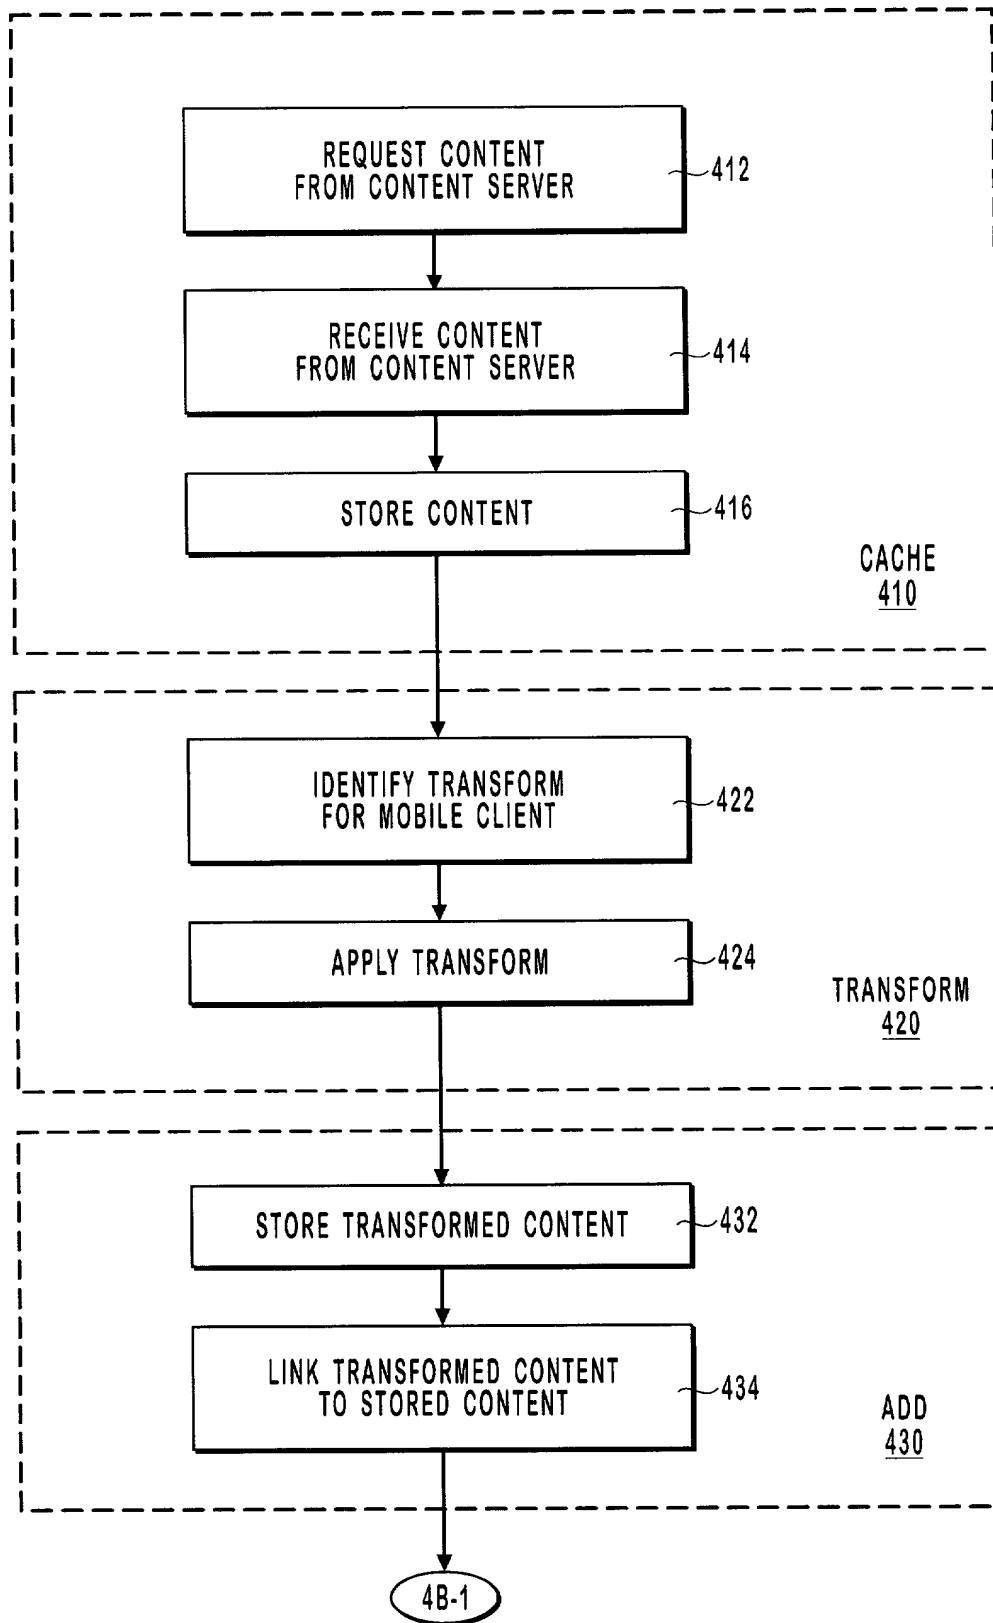 REQUEST CONTENT
FROM CONTENT SERVER
412
RECEIVE CONTENT
FROM CONTENT SERVER
414
STORE CONTENT
416
CACHE
410
IDENTIFY TRANSFORM
FOR MOBILE CLIENT
422
APPLY TRANSFORM
424
TRANSFORM
420
STORE TRANSFORMED CONTENT
432
LINK TRANSFORMED CONTENT
TO STORED CONTENT
434
ADD
430
4B-1